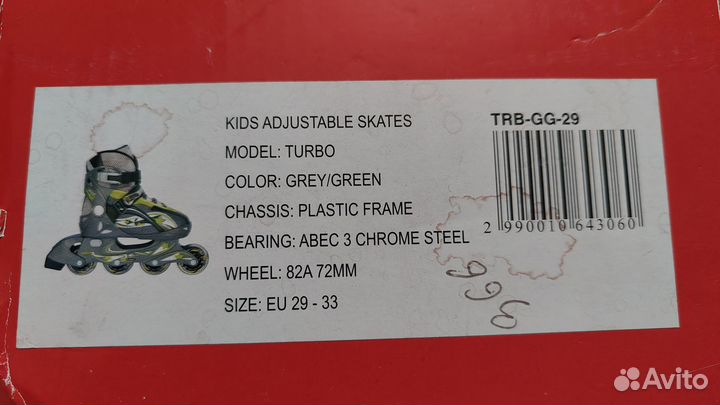 KIDS ADJUSTABLE SKATES
MODEL: TURBO
COLOR: GREY/GREEN
CHASSIS: PLASTIC FRAME
BEARING: ABEC 3 CHROME STEEL
WHEEL: 82A 72MM
SIZE: EU 29 - 33
TRB-GG-29
2 990010 643060
Avito